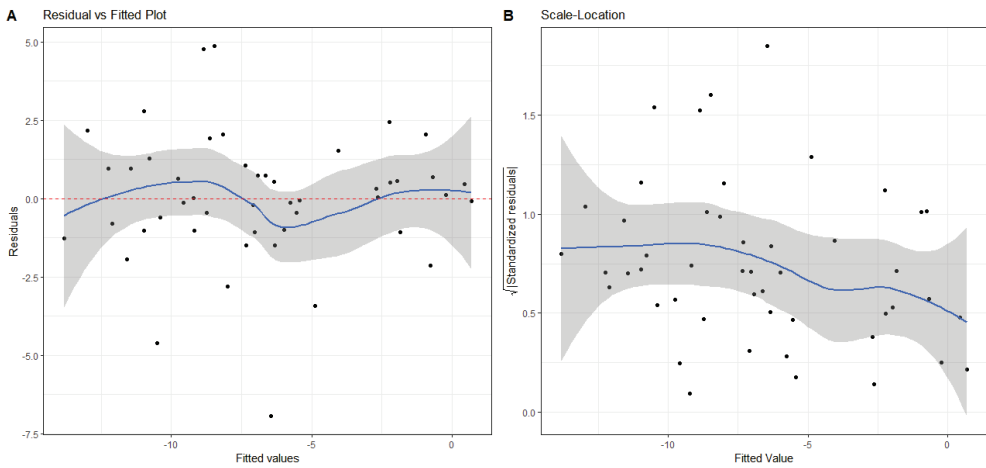 A Residual vs Fitted Plot
5.0
2.5
0.0
-2.5
-5.0
-7.5
Residuals
-10 -5 0
Fitted values
B Scale-Location
1.5
1.0
0.5
0.0
√|Standardized residuals|
-10 -5 0
Fitted Value